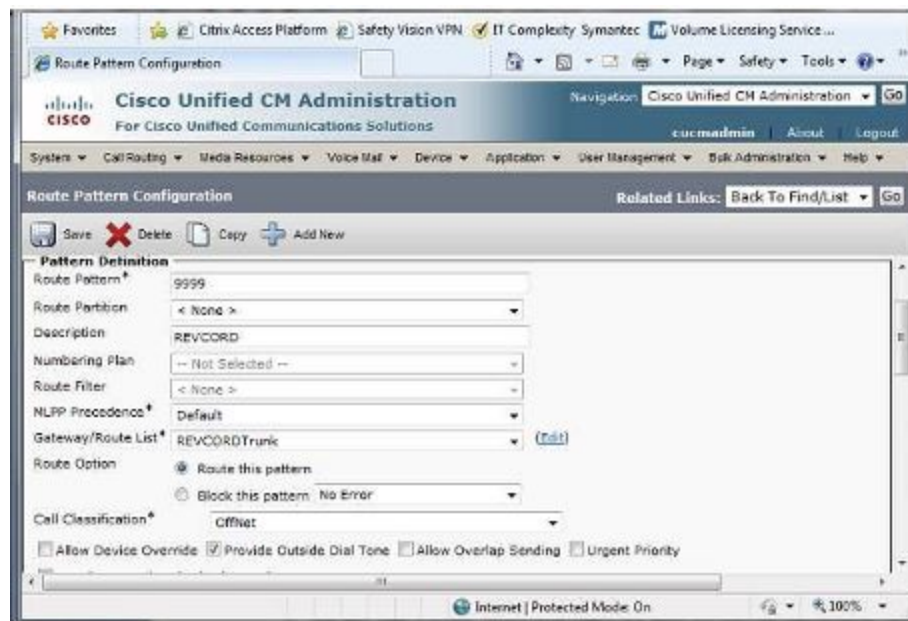 Favorites Citrix Access Platform Safety Vision VPN IT Complexity Symantec Volume Licensing Service ...
Route Pattern Configuration Page Safety Tools
CISCO Cisco Unified CM Administration Navigation Cisco Unified CM Administration GO
For Cisco Unified Communications Solutions cucmadmin About Logout
System Call Routing Media Resources Voice Mail Device Application User Management Bulk Administration Help
Route Pattern Configuration Related Links: Back To Find/List Go
Save Delete Copy Add New
Pattern Definition
Route Pattern* 9999
Route Partition < None >
Description REVCORD
Numbering Plan -- Not Selected --
Route Filter < None >
MLPP Precedence* Default
Gateway/Route List* REVCORDTrunk (Edit)
Route Option Route this pattern
Block this pattern No Error
Call Classification* OffNet
Allow Device Override Provide Outside Dial Tone Allow Overlap Sending Urgent Priority
Internet | Protected Mode: On 100%